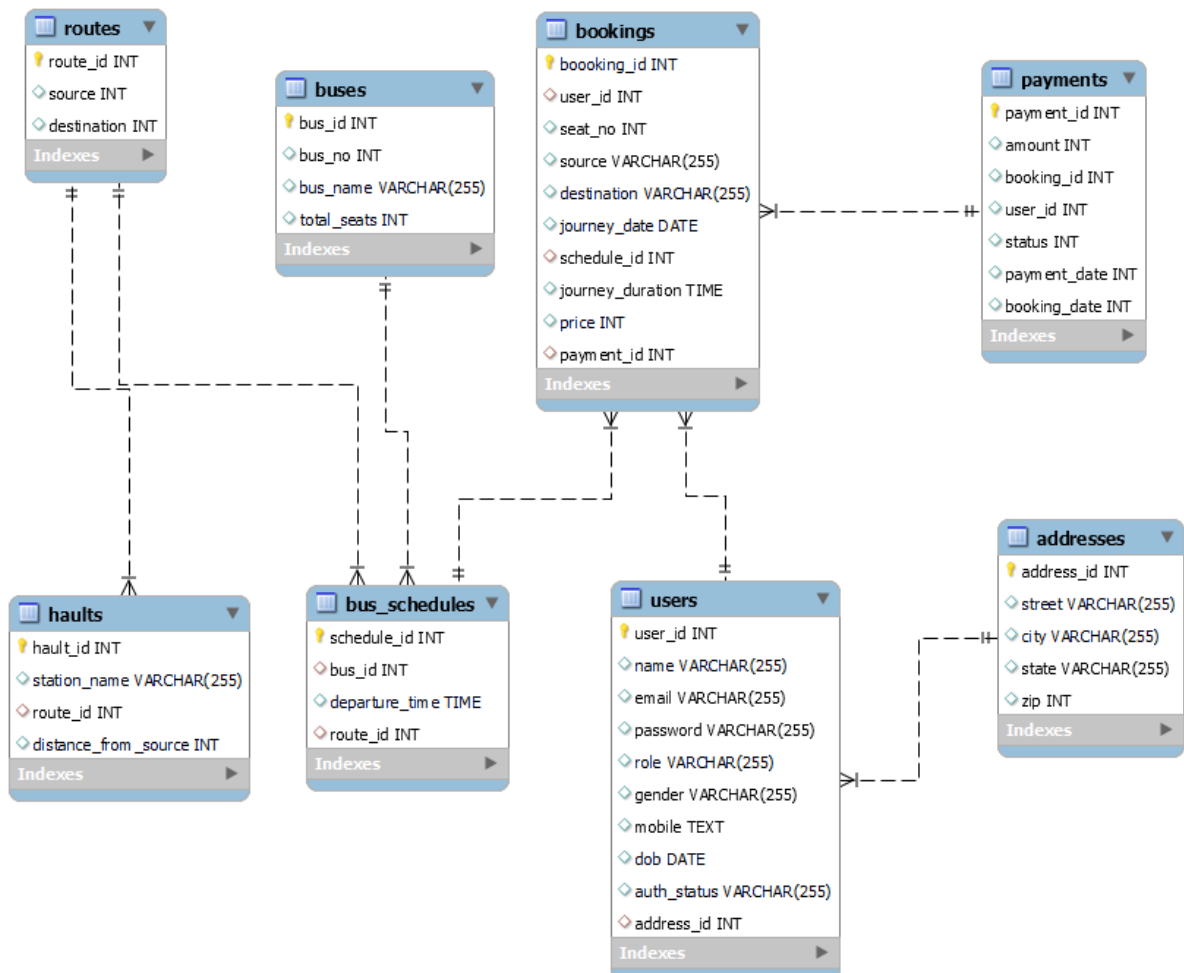 routes
route_id INT
source INT
destination INT
Indexes
buses
bus_id INT
bus_no INT
bus_name VARCHAR(255)
total_seats INT
Indexes
bookings
boooking_id INT
user_id INT
seat_no INT
source VARCHAR(255)
destination VARCHAR(255)
journey_date DATE
schedule_id INT
journey_duration TIME
price INT
payment_id INT
Indexes
payments
payment_id INT
amount INT
booking_id INT
user_id INT
status INT
payment_date INT
booking_date INT
Indexes
haults
hault_id INT
station_name VARCHAR(255)
route_id INT
distance_from_source INT
Indexes
bus_schedules
schedule_id INT
bus_id INT
departure_time TIME
route_id INT
Indexes
users
user_id INT
name VARCHAR(255)
email VARCHAR(255)
password VARCHAR(255)
role VARCHAR(255)
gender VARCHAR(255)
mobile TEXT
dob DATE
auth_status VARCHAR(255)
address_id INT
Indexes
addresses
address_id INT
street VARCHAR(255)
city VARCHAR(255)
state VARCHAR(255)
zip INT
Indexes